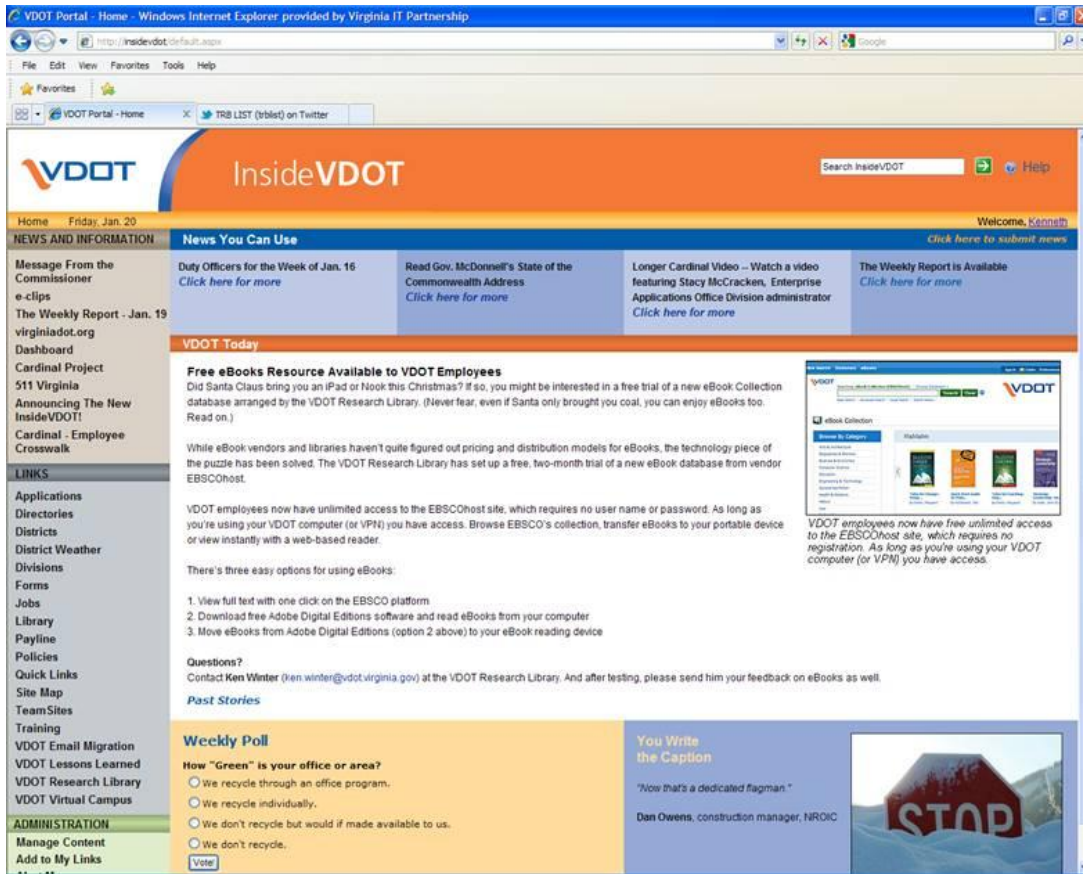 VDOT Portal - Home - Windows Internet Explorer provided by Virginia IT Partnership
http://insidevdot/default.aspx
Google
File Edit View Favorites Tools Help
Favorites
VDOT Portal - Home
TRB LIST (trblist) on Twitter
VDOT
InsideVDOT
Search InsideVDOT
Help
Home Friday, Jan. 20
Welcome, Kenneth
NEWS AND INFORMATION
Message From the
Commissioner
e-clips
The Weekly Report - Jan. 19
virginiadot.org
Dashboard
Cardinal Project
511 Virginia
Announcing The New
InsideVDOT!
Cardinal - Employee
Crosswalk
LINKS
Applications
Directories
Districts
District Weather
Divisions
Forms
Jobs
Library
Payline
Policies
Quick Links
Site Map
TeamSites
Training
VDOT Email Migration
VDOT Lessons Learned
VDOT Research Library
VDOT Virtual Campus
ADMINISTRATION
Manage Content
Add to My Links
News You Can Use
Click here to submit news
Duty Officers for the Week of Jan. 16
Click here for more
Read Gov. McDonnell's State of the
Commonwealth Address
Click here for more
Longer Cardinal Video -- Watch a video
featuring Stacy McCracken, Enterprise
Applications Office Division administrator
Click here for more
The Weekly Report is Available
Click here for more
VDOT Today
Free eBooks Resource Available to VDOT Employees
Did Santa Claus bring you an iPad or Nook this Christmas? If so, you might be interested in a free trial of a new eBook Collection
database arranged by the VDOT Research Library. (Never fear, even if Santa only brought you coal, you can enjoy eBooks too.
Read on.)
While eBook vendors and libraries haven't quite figured out pricing and distribution models for eBooks, the technology piece of
the puzzle has been solved. The VDOT Research Library has set up a free, two-month trial of a new eBook database from vendor
EBSCOhost.
VDOT employees now have unlimited access to the EBSCOhost site, which requires no user name or password. As long as
you're using your VDOT computer (or VPN) you have access. Browse EBSCO's collection, transfer eBooks to your portable device
or view instantly with a web-based reader.
There's three easy options for using eBooks:
1. View full text with one click on the EBSCO platform
2. Download free Adobe Digital Editions software and read eBooks from your computer
3. Move eBooks from Adobe Digital Editions (option 2 above) to your eBook reading device
Questions?
Contact Ken Winter (ken.winter@vdot.virginia.gov) at the VDOT Research Library. And after testing, please send him your feedback on eBooks as well.
Past Stories
VDOT
eBook Collection
Browse By Category
Highlights
VDOT employees now have free unlimited access
to the EBSCOhost site, which requires no
registration. As long as you're using your VDOT
computer (or VPN) you have access.
Weekly Poll
How "Green" is your office or area?
We recycle through an office program.
We recycle individually.
We don't recycle but would if made available to us.
We don't recycle.
Vote!
You Write
the Caption
"Now that's a dedicated flagman."
Dan Owens, construction manager, NROIC
STOP